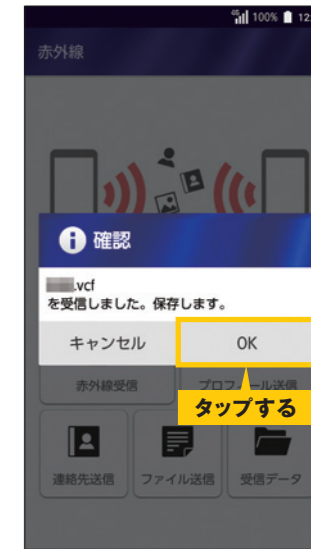 4G 100% 12:
赤外線
確認
.vcf
を受信しました。保存します。
キャンセル OK
赤外線受信 プロフィール送信
タップする
連絡先送信 ファイル送信 受信データ